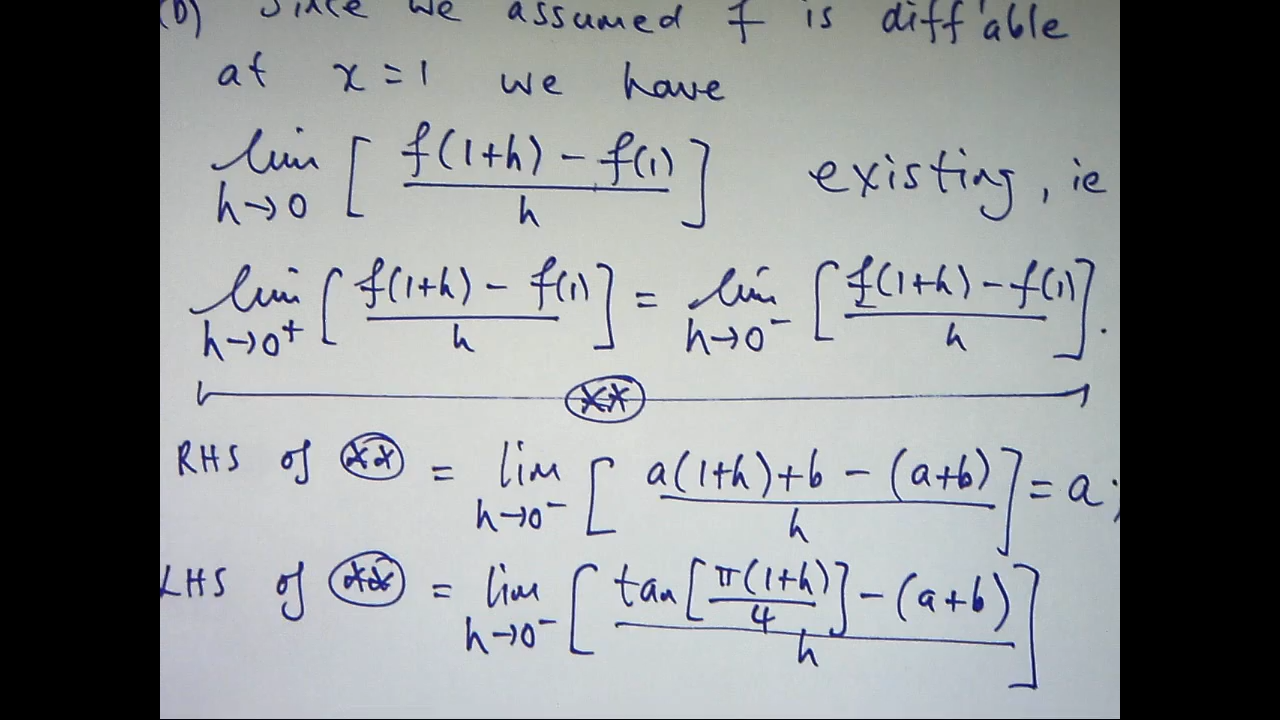 (b) Since we assumed f is diff'able
at x = 1 we have
lim h→0 [ (f(1+h) − f(1)) / h ] existing, ie
lim h→0⁺ [ (f(1+h) − f(1)) / h ] = lim h→0⁻ [ (f(1+h) − f(1)) / h ].
(**)
RHS of (**) = lim h→0⁻ [ (a(1+h)+b − (a+b)) / h ] = a;
LHS of (**) = lim h→0⁻ [ (tan[π(1+h)/4] − (a+b)) / h ]